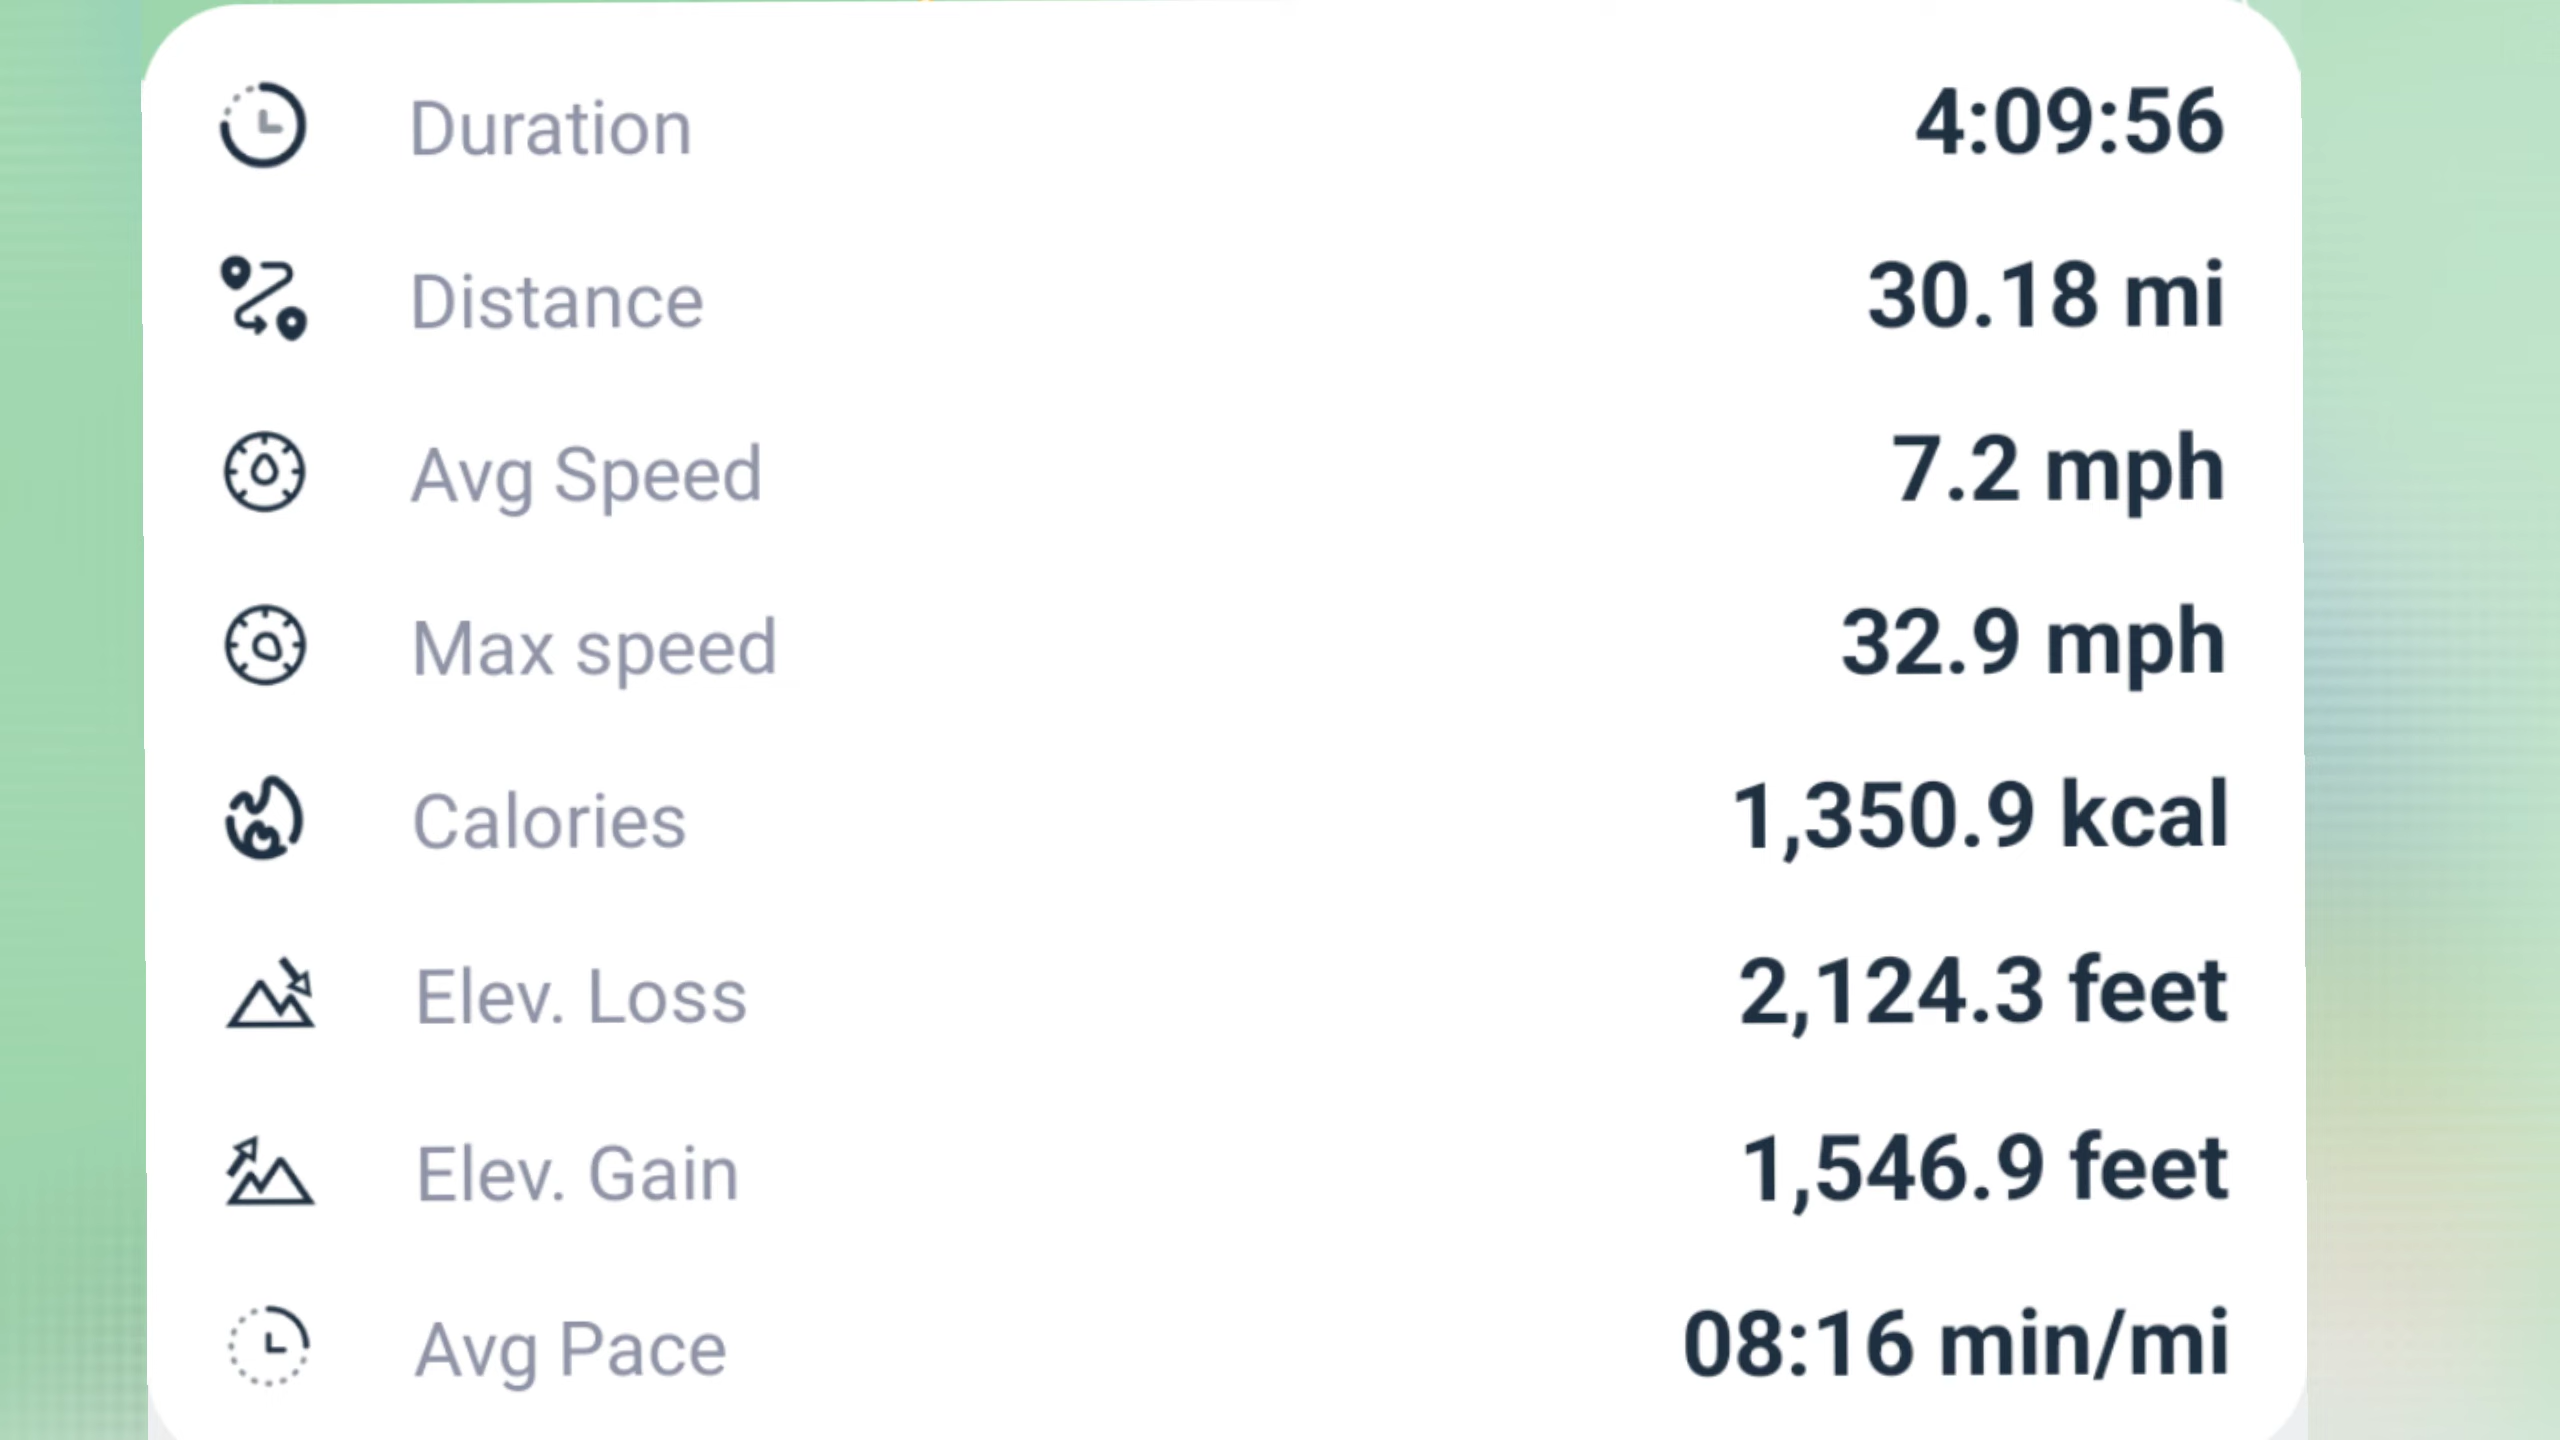 Duration 4:09:56
Distance 30.18 mi
Avg Speed 7.2 mph
Max speed 32.9 mph
Calories 1,350.9 kcal
Elev. Loss 2,124.3 feet
Elev. Gain 1,546.9 feet
Avg Pace 08:16 min/mi